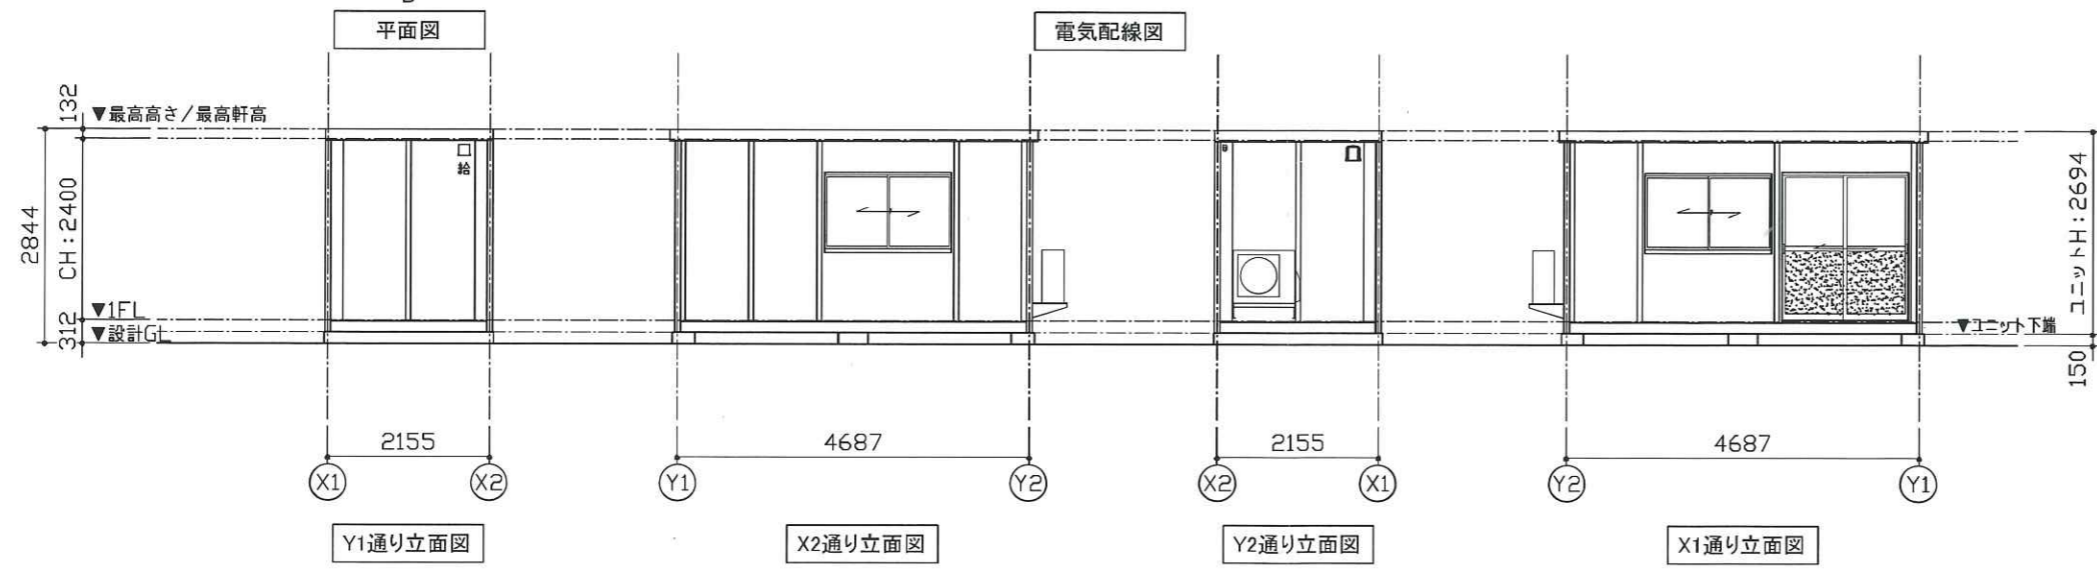 平面図
電気配線図
132
▼最高高さ/最高軒高
2844
CH:2400
312
▼1FL
▼設計GL
給
ユニットH:2694
▼ユニット下端
150
2155
4687
2155
4687
X1
X2
Y1
Y2
X2
X1
Y2
Y1
Y1通り立面図
X2通り立面図
Y2通り立面図
X1通り立面図